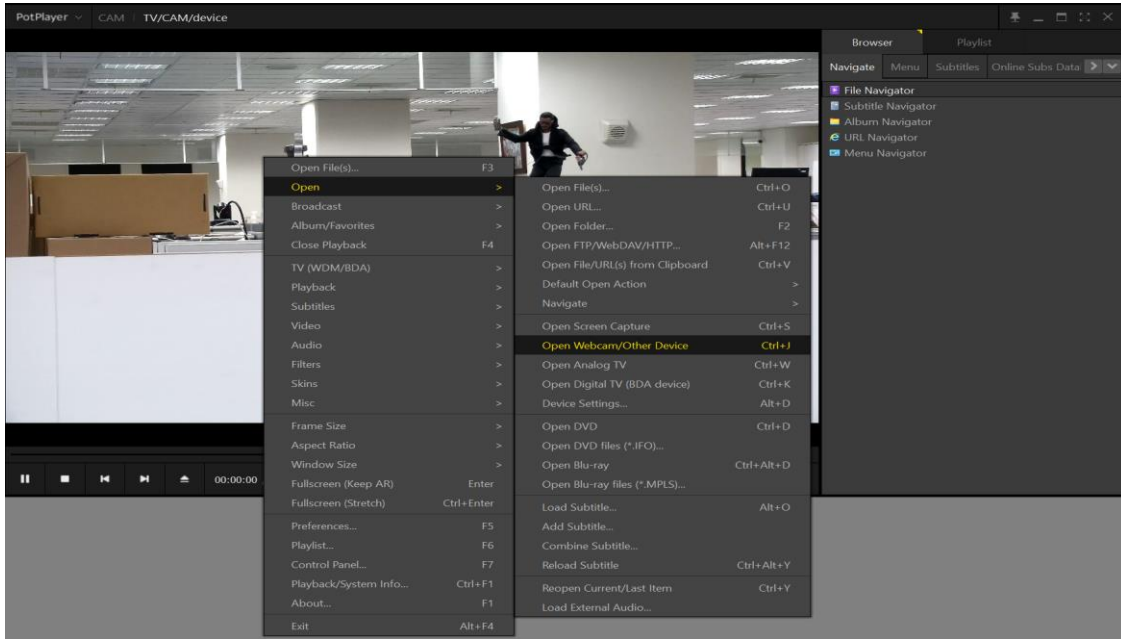 PotPlayer CAM TV/CAM/device
Browser Playlist
Navigate Menu Subtitles Online Subs Data
File Navigator
Subtitle Navigator
Album Navigator
URL Navigator
Menu Navigator
Open File(s)... F3
Open >
Broadcast >
Album/Favorites >
Close Playback F4
TV (WDM/BDA) >
Playback >
Subtitles >
Video >
Audio >
Filters >
Skins >
Misc >
Frame Size >
Aspect Ratio >
Window Size >
Fullscreen (Keep AR) Enter
Fullscreen (Stretch) Ctrl+Enter
Preferences... F5
Playlist... F6
Control Panel... F7
Playback/System Info... Ctrl+F1
About... F1
Exit Alt+F4
Open File(s)... Ctrl+O
Open URL... Ctrl+U
Open Folder... F2
Open FTP/WebDAV/HTTP... Alt+F12
Open File/URL(s) from Clipboard Ctrl+V
Default Open Action >
Navigate >
Open Screen Capture Ctrl+S
Open Webcam/Other Device Ctrl+J
Open Analog TV Ctrl+W
Open Digital TV (BDA device) Ctrl+K
Device Settings... Alt+D
Open DVD Ctrl+D
Open DVD files (*.IFO)...
Open Blu-ray Ctrl+Alt+D
Open Blu-ray files (*.MPLS)...
Load Subtitle... Alt+O
Add Subtitle...
Combine Subtitle...
Reload Subtitle Ctrl+Alt+Y
Reopen Current/Last Item Ctrl+Y
Load External Audio...
00:00:00